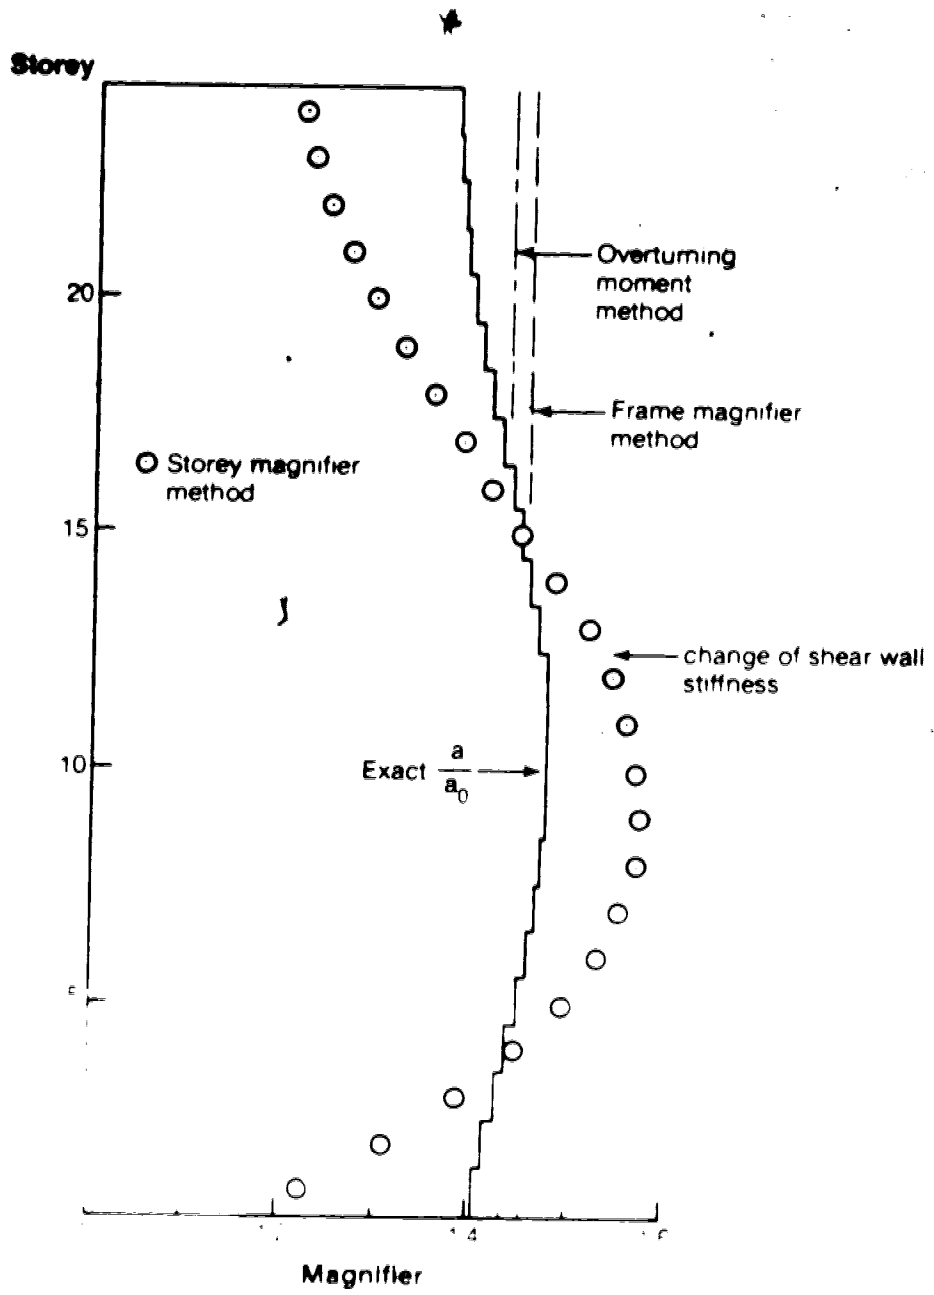 Storey
Overturning
moment
method
20
Frame magnifier
method
Storey magnifier
method
15
change of shear wall
stiffness
10
Exact a
a0
1.4
Magnifier